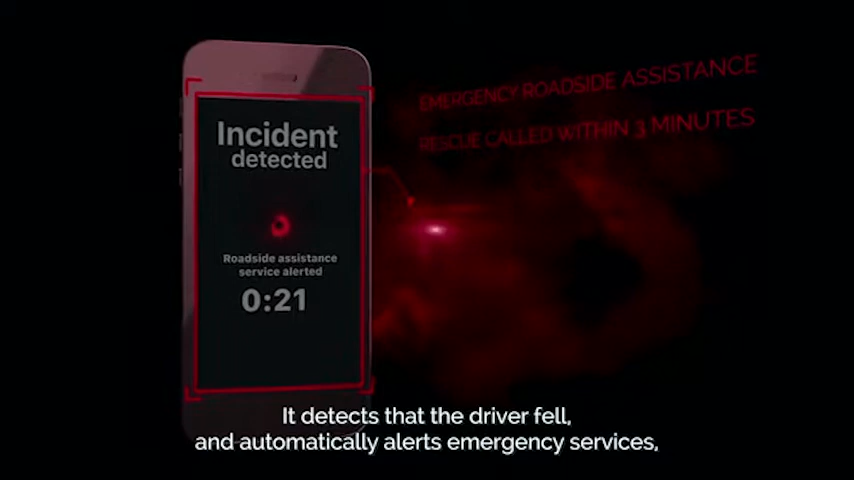 Incident
detected
Roadside assistance
service alerted
0:21
EMERGENCY ROADSIDE ASSISTANCE
RESCUE CALLED WITHIN 3 MINUTES
It detects that the driver fell,
and automatically alerts emergency services,